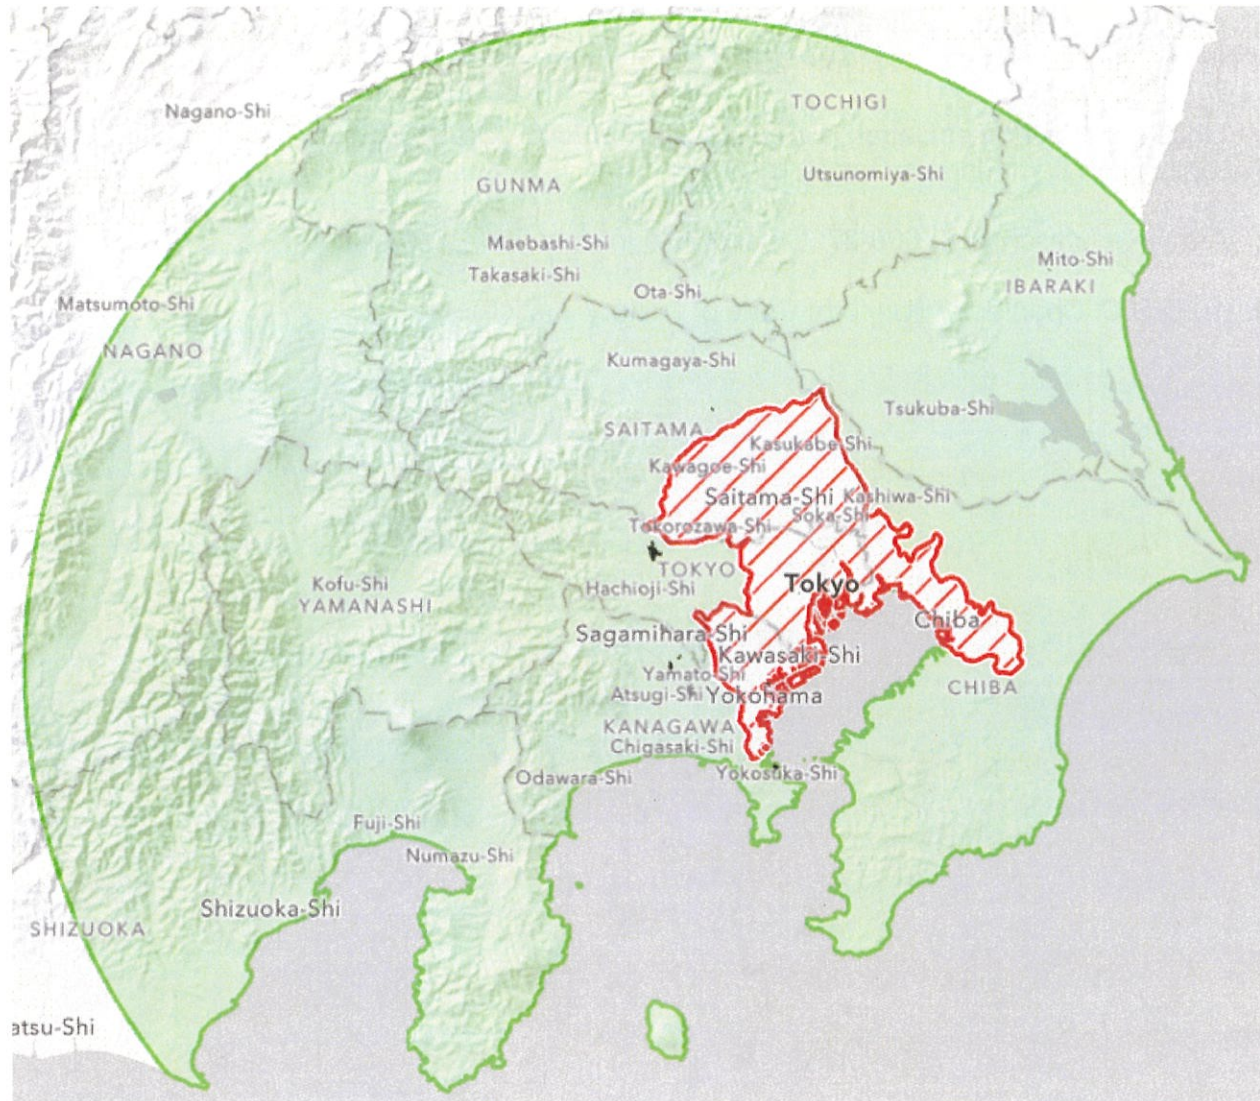 TOCHIGI
Nagano-Shi
Utsunomiya-Shi
GUNMA
Maebashi-Shi
Mito-Shi
Takasaki-Shi
IBARAKI
Ota-Shi
Matsumoto-Shi
NAGANO
Kumagaya-Shi
Tsukuba-Shi
SAITAMA
Kasukabe-Shi
Kawagoe-Shi
Saitama-Shi
Kashiwa-Shi
Soka-Shi
Tokorozawa-Shi
TOKYO
Kofu-Shi
Hachioji-Shi
Tokyo
YAMANASHI
Chiba
Sagamihara-Shi
Kawasaki-Shi
Yamato-Shi
CHIBA
Atsugi-Shi
Yokohama
KANAGAWA
Chigasaki-Shi
Odawara-Shi
Yokosuka-Shi
Fuji-Shi
Numazu-Shi
Shizuoka-Shi
SHIZUOKA
atsu-Shi